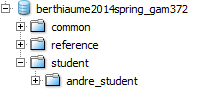 berthiaume2014spring_gam372
common
reference
student
andre_student